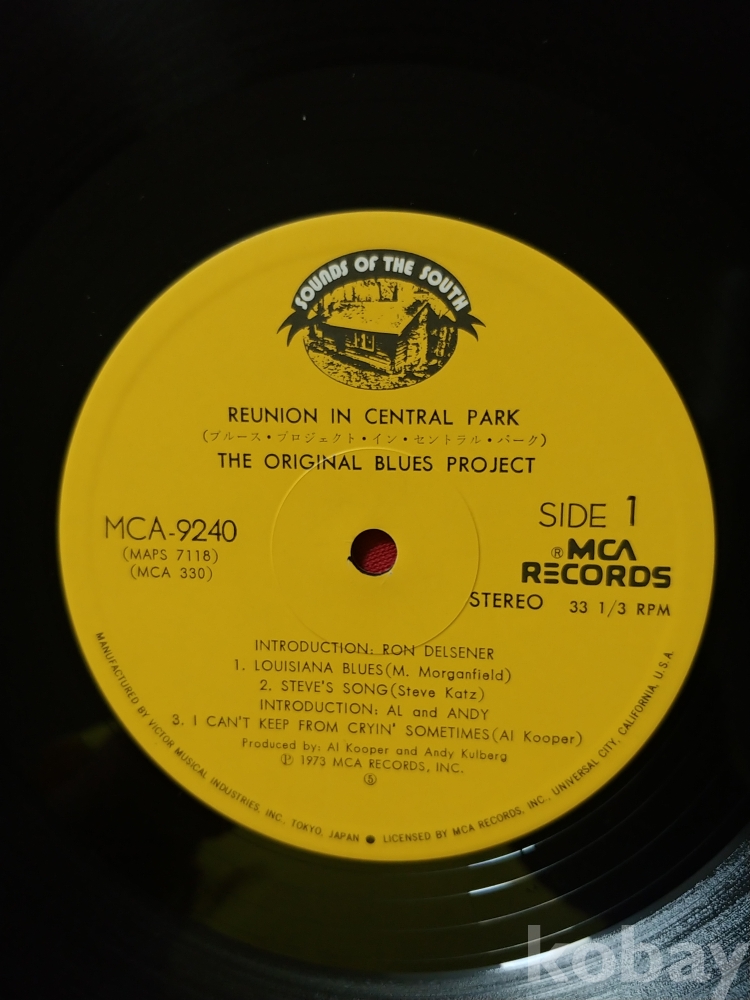 SOUNDS OF THE SOUTH
REUNION IN CENTRAL PARK
(ブルース・プロジェクト・イン・セントラル・パーク)
THE ORIGINAL BLUES PROJECT
MCA-9240
(MAPS 7118)
(MCA 330)
SIDE 1
® MCA
RECORDS
STEREO 33 1/3 RPM
INTRODUCTION: RON DELSENER
1. LOUISIANA BLUES(M. Morganfield)
2. STEVE'S SONG(Steve Katz)
INTRODUCTION: AL and ANDY
3. I CAN'T KEEP FROM CRYIN' SOMETIMES(Al Kooper)
Produced by: Al Kooper and Andy Kulberg
Ⓟ 1973 MCA RECORDS, INC.
Ⓢ
MANUFACTURED BY VICTOR MUSICAL INDUSTRIES, INC. TOKYO, JAPAN ● LICENSED BY MCA RECORDS, INC., UNIVERSAL CITY, CALIFORNIA, U.S.A.
kobay